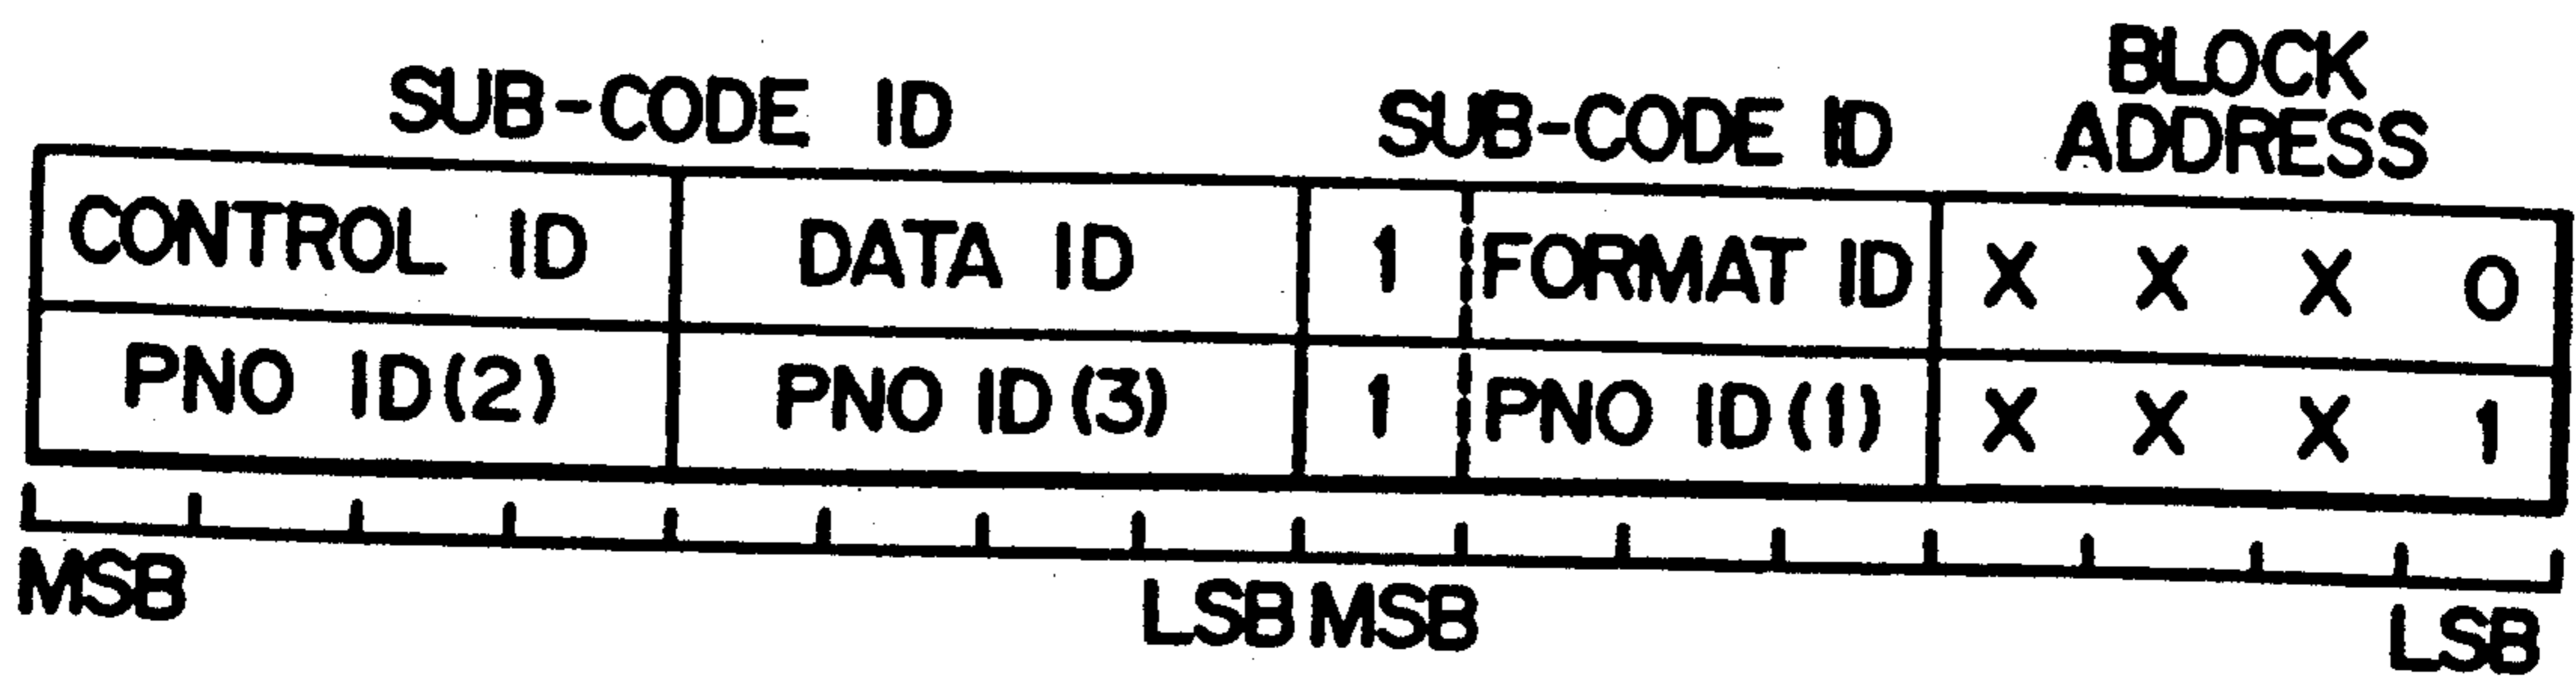 SUB-CODE ID SUB-CODE ID BLOCK ADDRESS
CONTROL ID DATA ID 1 FORMAT ID X X X 0
PNO ID(2) PNO ID(3) 1 PNO ID(1) X X X 1
MSB LSB MSB LSB